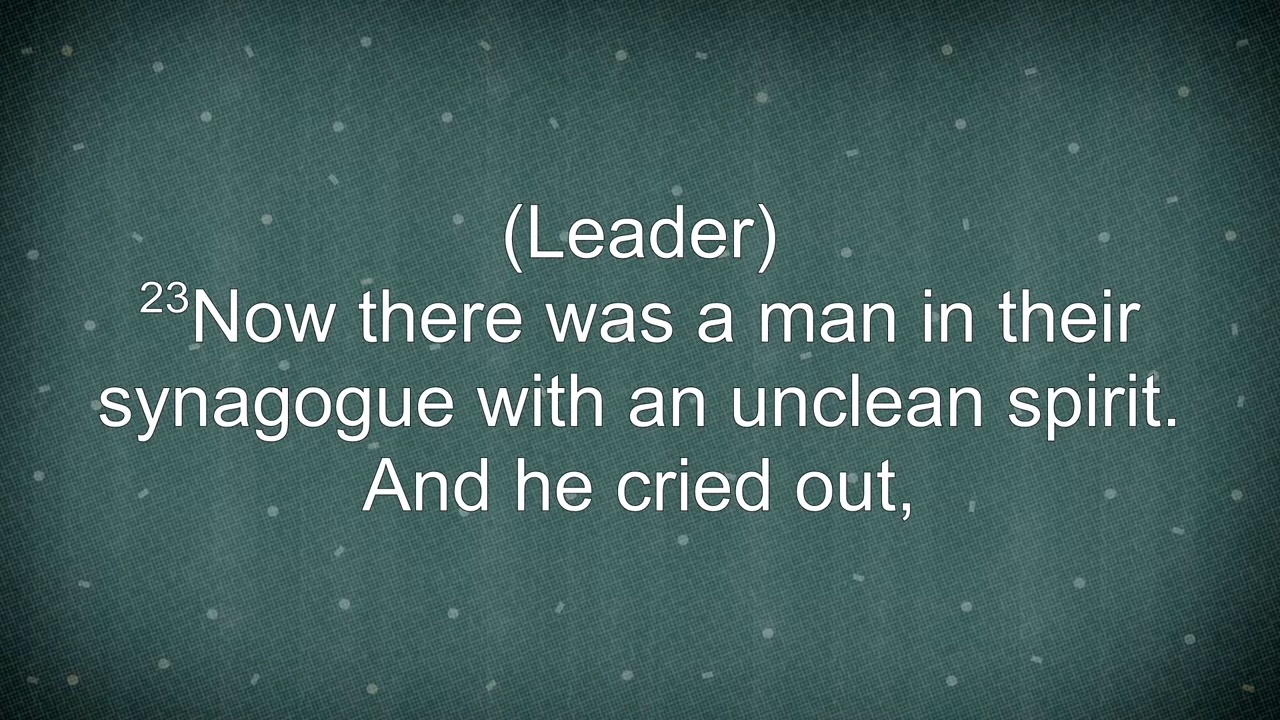 (Leader)
²³Now there was a man in their
synagogue with an unclean spirit.
And he cried out,